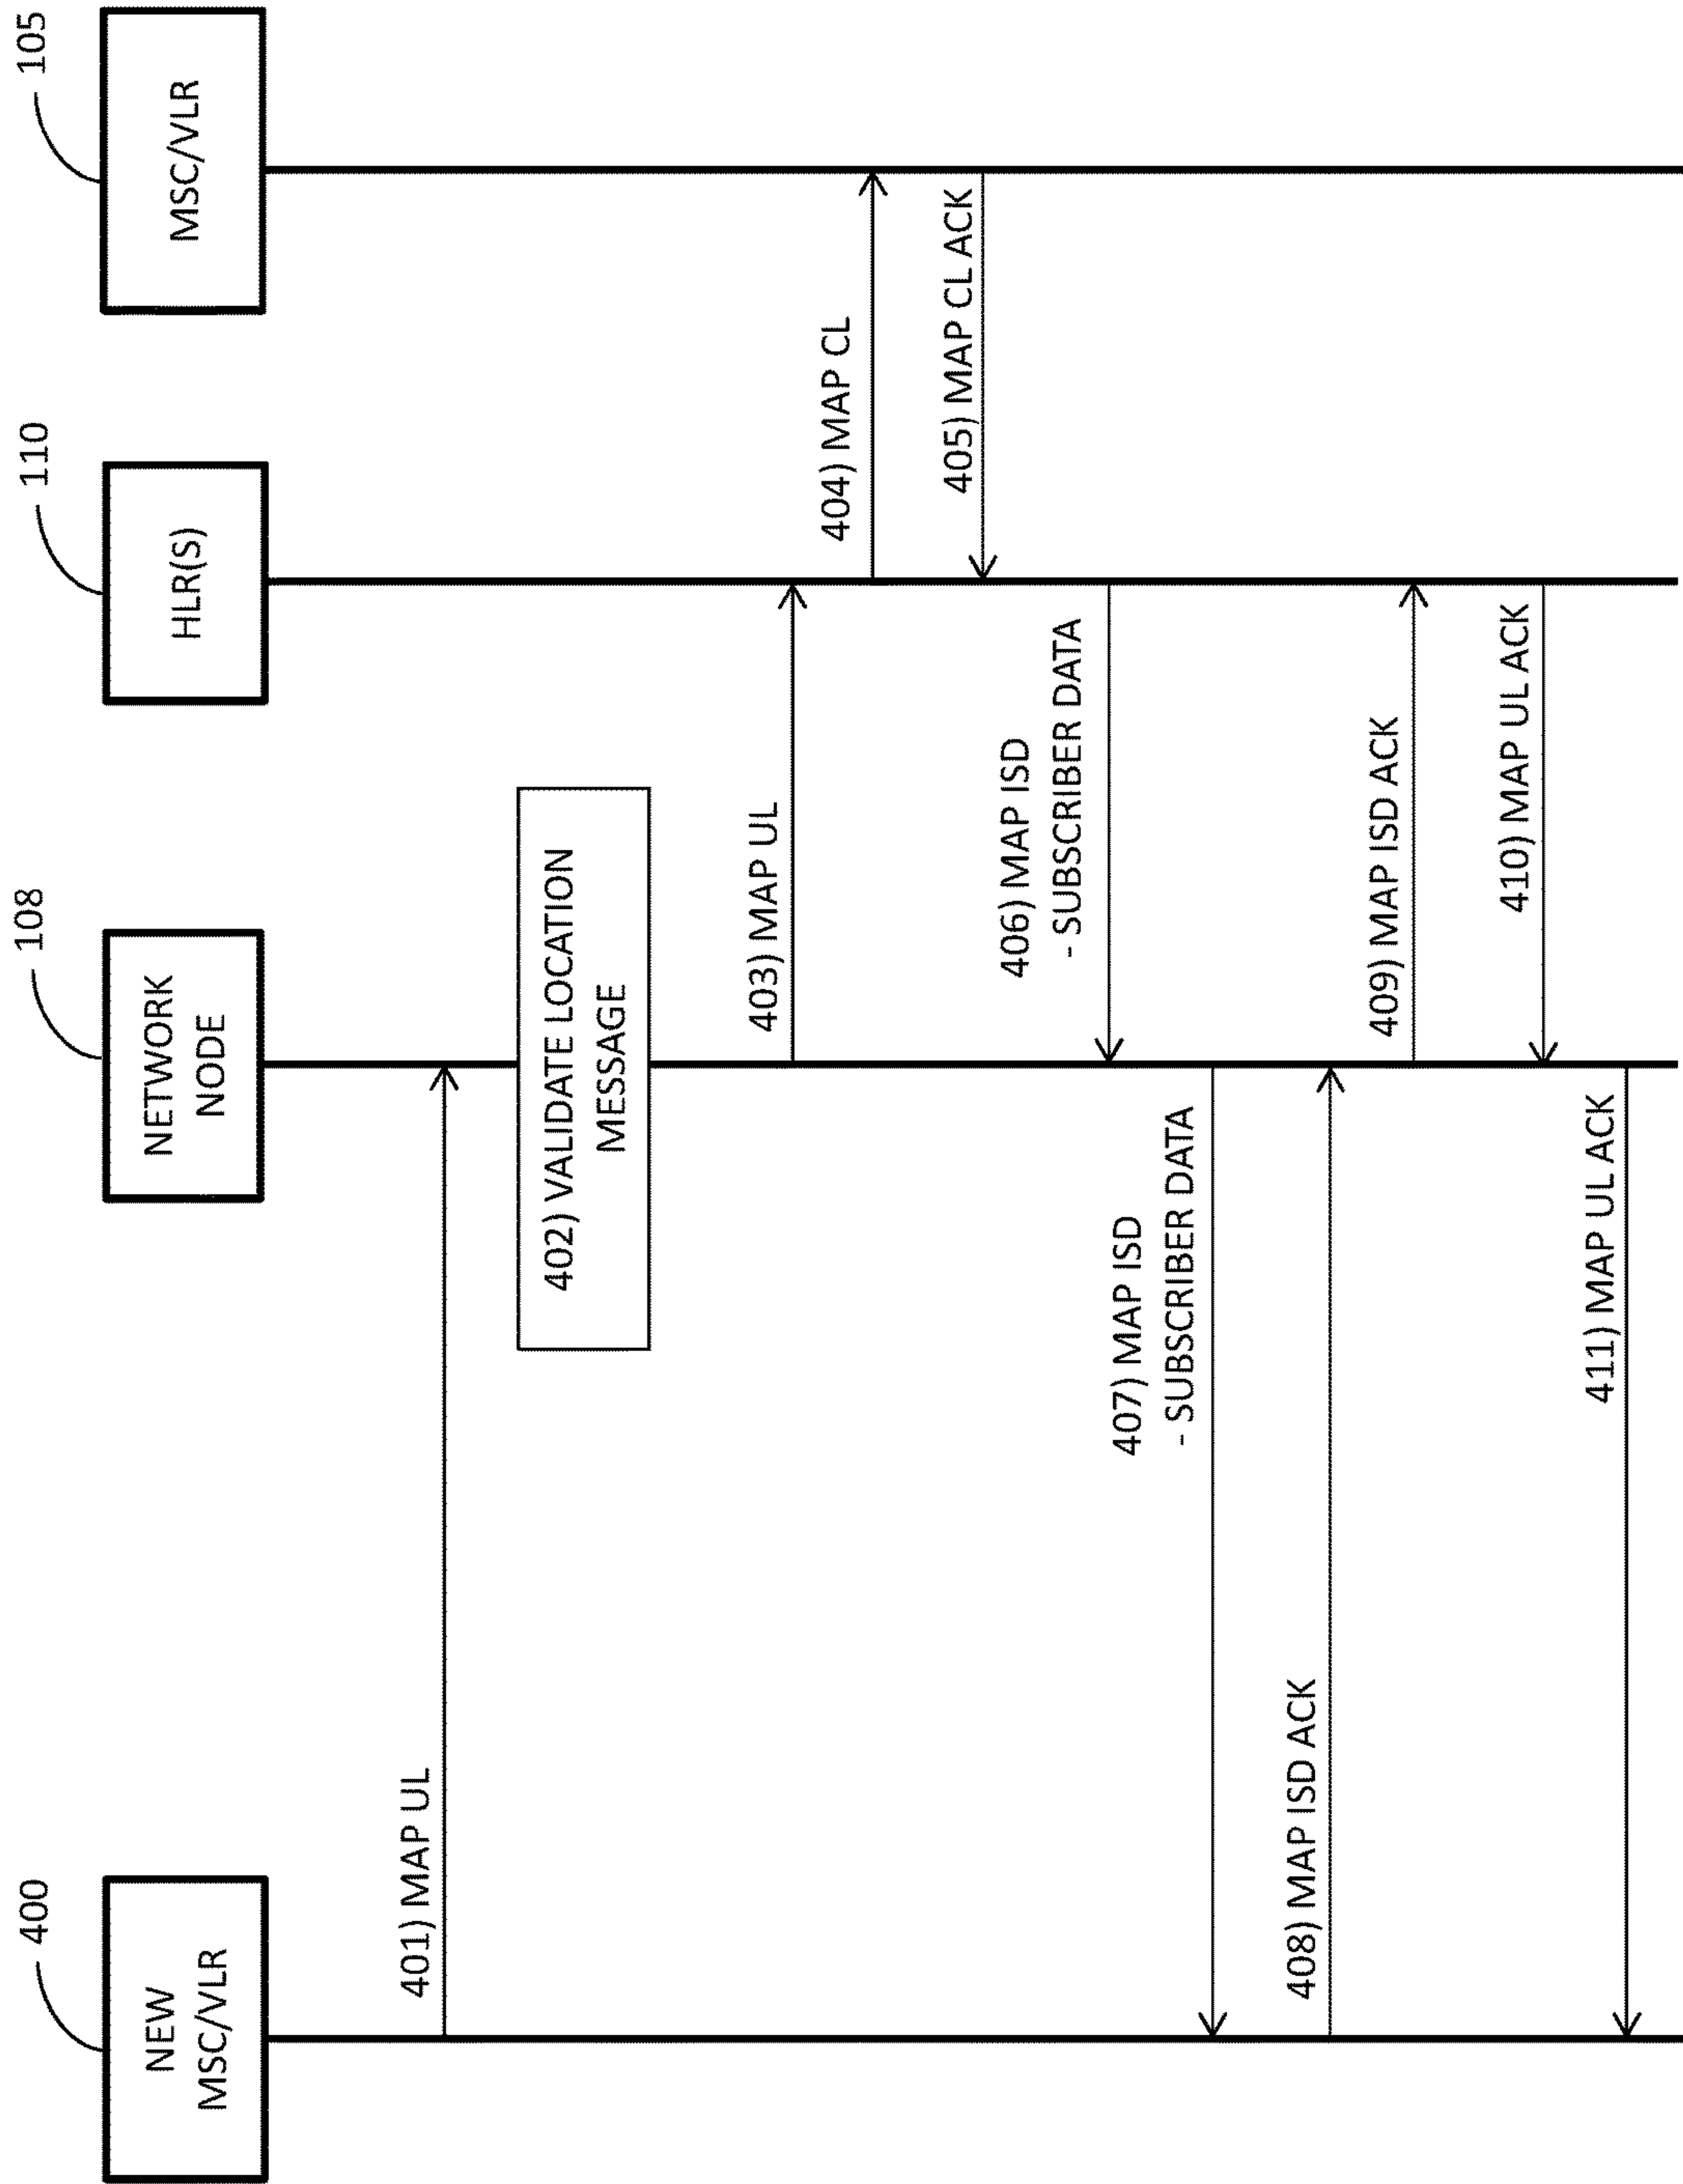 400
108
110
105
NEW
MSC/VLR
NETWORK
NODE
HLR(S)
MSC/VLR
401) MAP UL
402) VALIDATE LOCATION
MESSAGE
403) MAP UL
404) MAP CL
405) MAP CL ACK
406) MAP ISD
- SUBSCRIBER DATA
407) MAP ISD
- SUBSCRIBER DATA
408) MAP ISD ACK
409) MAP ISD ACK
410) MAP UL ACK
411) MAP UL ACK